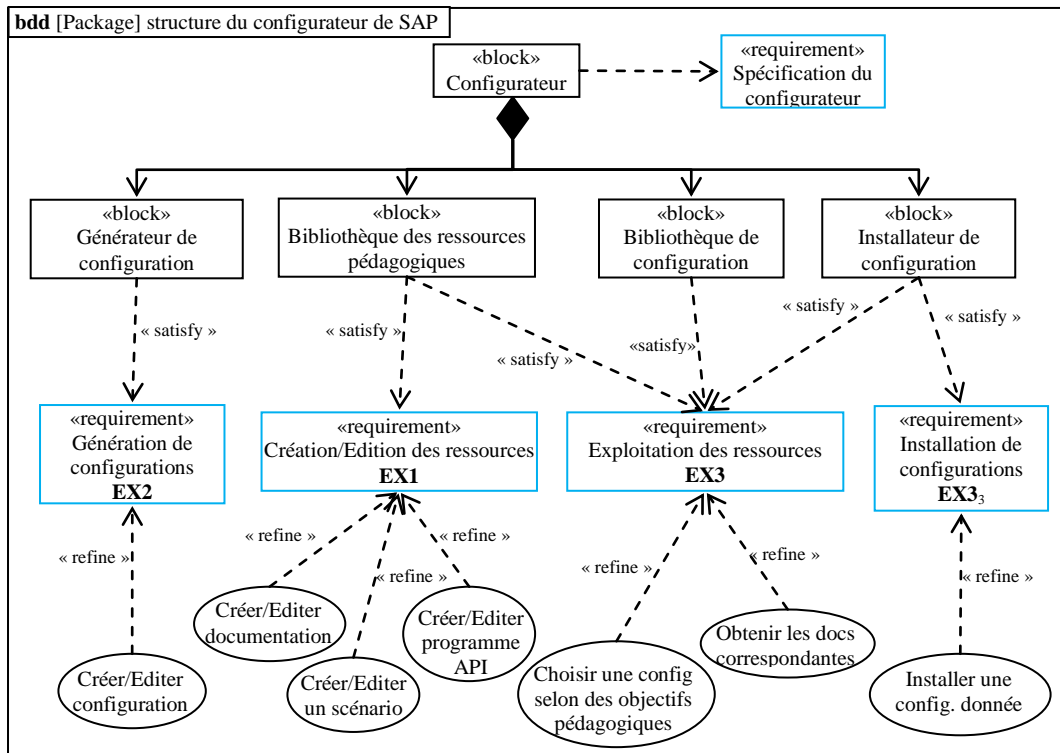 bdd [Package] structure du configurateur de SAP
«block»
Configurateur
«requirement»
Spécification du
configurateur
«block»
Générateur de
configuration
«block»
Bibliothèque des ressources
pédagogiques
«block»
Bibliothèque de
configuration
«block»
Installateur de
configuration
« satisfy »
« satisfy »
« satisfy »
«satisfy»
« satisfy »
« satisfy »
«requirement»
Génération de
configurations
EX2
«requirement»
Création/Edition des ressources
EX1
«requirement»
Exploitation des ressources
EX3
«requirement»
Installation de
configurations
EX3₃
« refine »
« refine »
« refine »
« refine »
« refine »
« refine »
« refine »
Créer/Editer
configuration
Créer/Editer
documentation
Créer/Editer
un scénario
Créer/Editer
programme
API
Choisir une config
selon des objectifs
pédagogiques
Obtenir les docs
correspondantes
Installer une
config. donnée